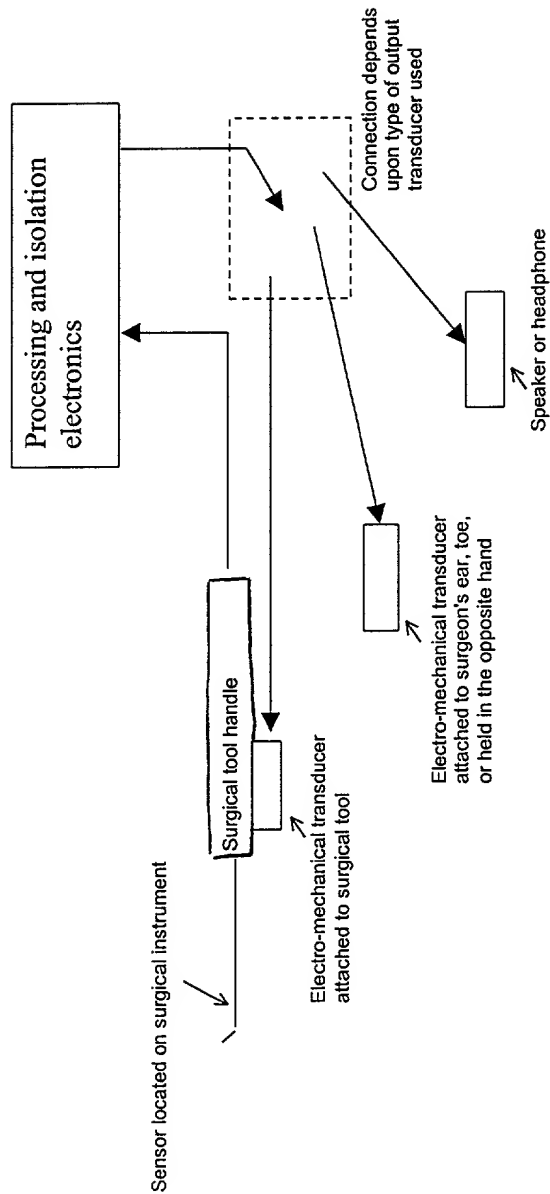 Sensor located on surgical instrument
Surgical tool handle
Electro-mechanical transducer
attached to surgical tool
Processing and isolation
electronics
Electro-mechanical transducer
attached to surgeon's ear, toe,
or held in the opposite hand
Connection depends
upon type of output
transducer used
Speaker or headphone